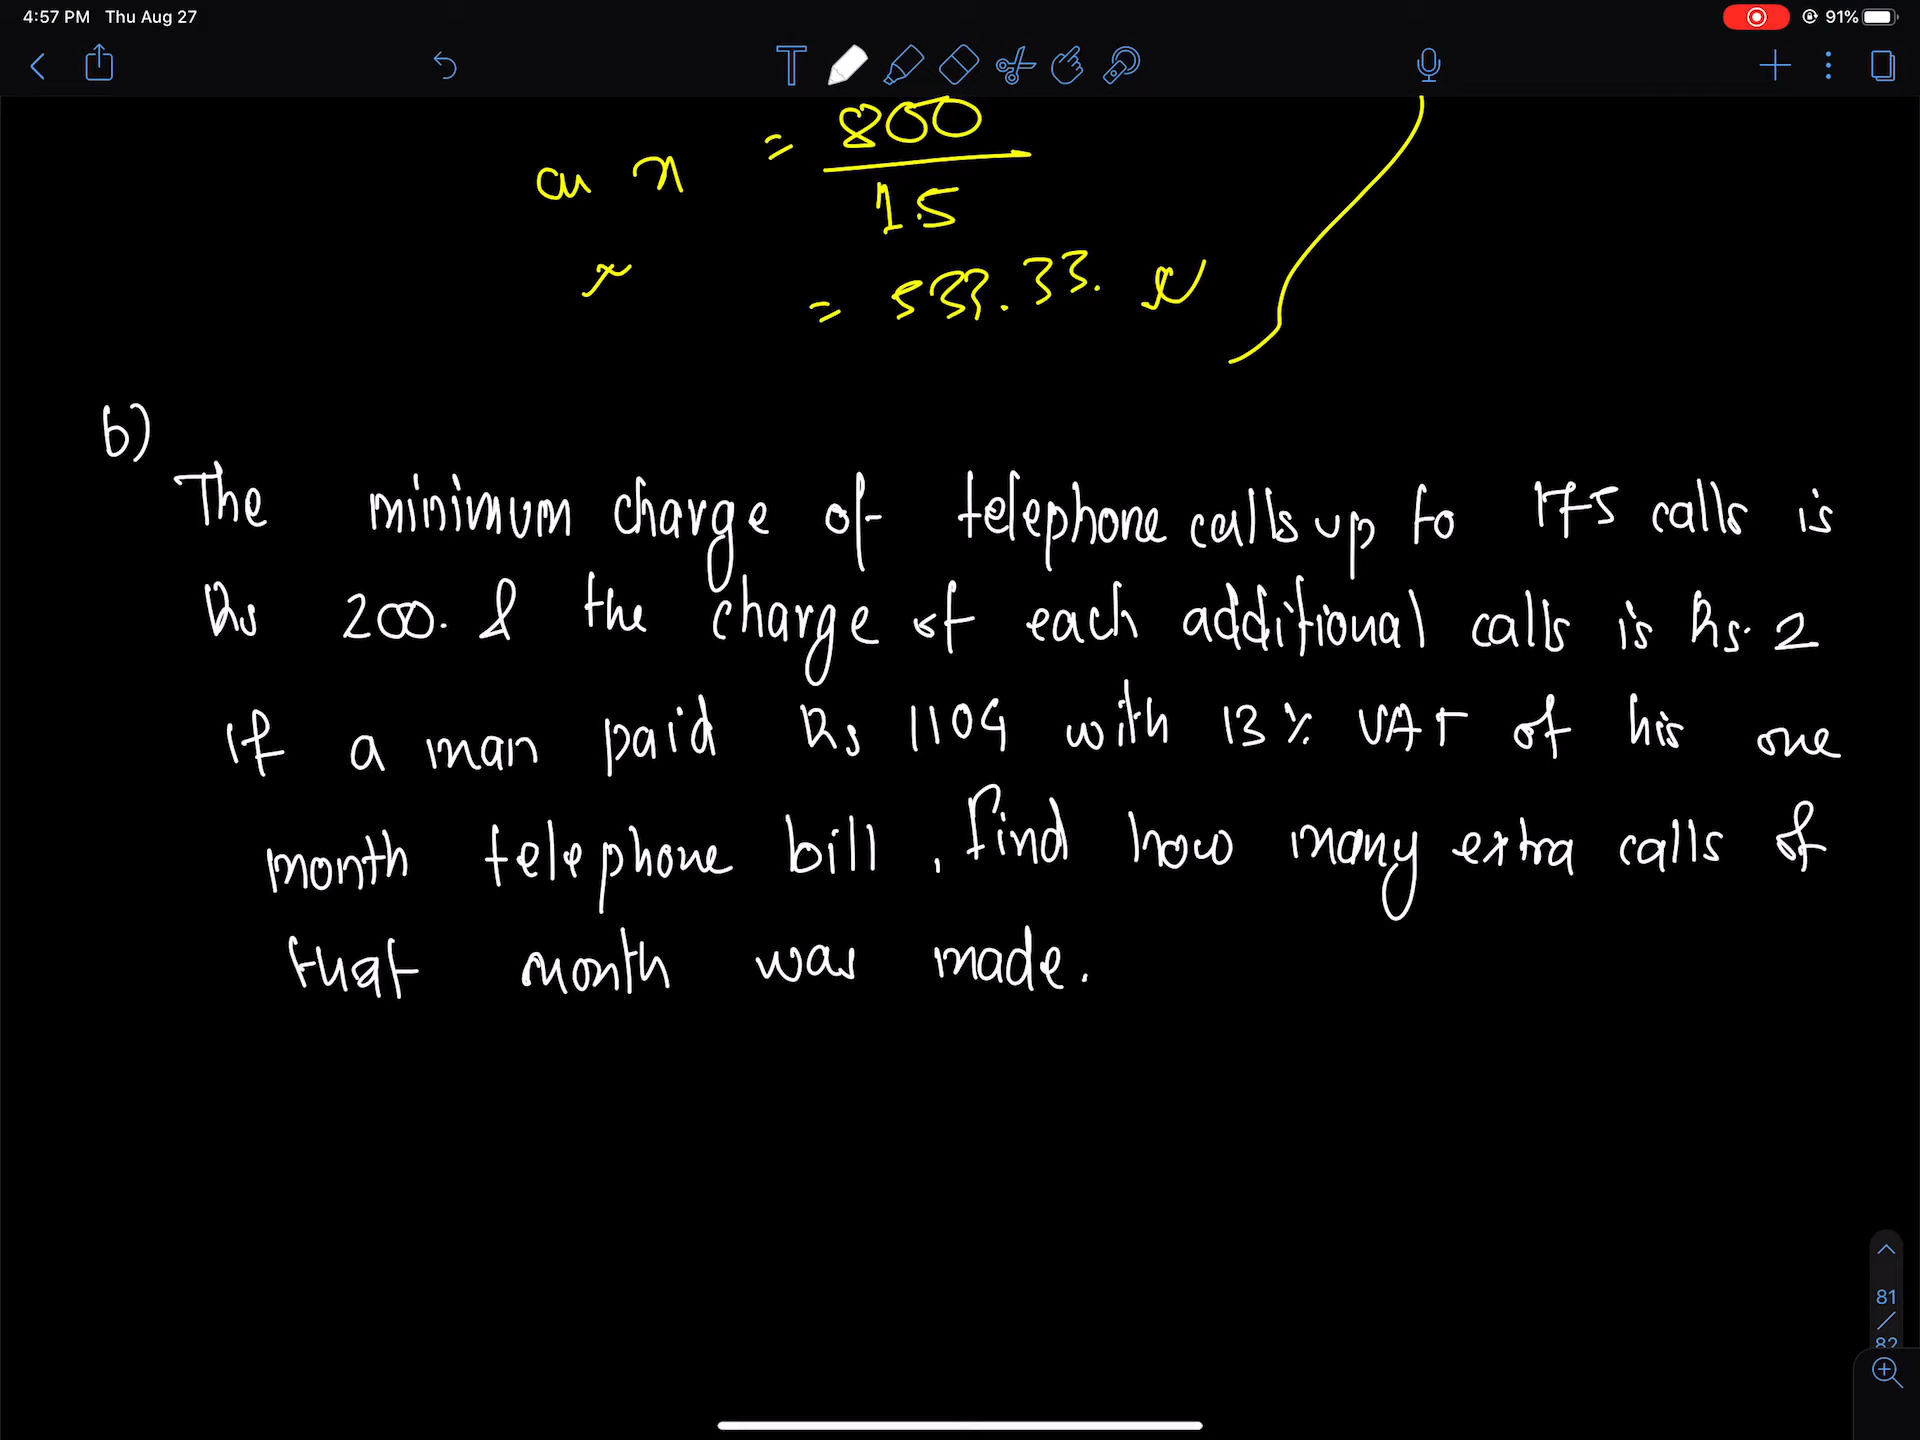 4:57 PM Thu Aug 27
91%
= 800
15
= 533.33.
b)
The minimum charge of telephone calls up to 175 calls is
Rs 200. & the charge of each additional calls is Rs. 2
If a man paid Rs 1104 with 13% VAT of his one
month telephone bill, find how many extra calls of
that month was made.
81
/
82